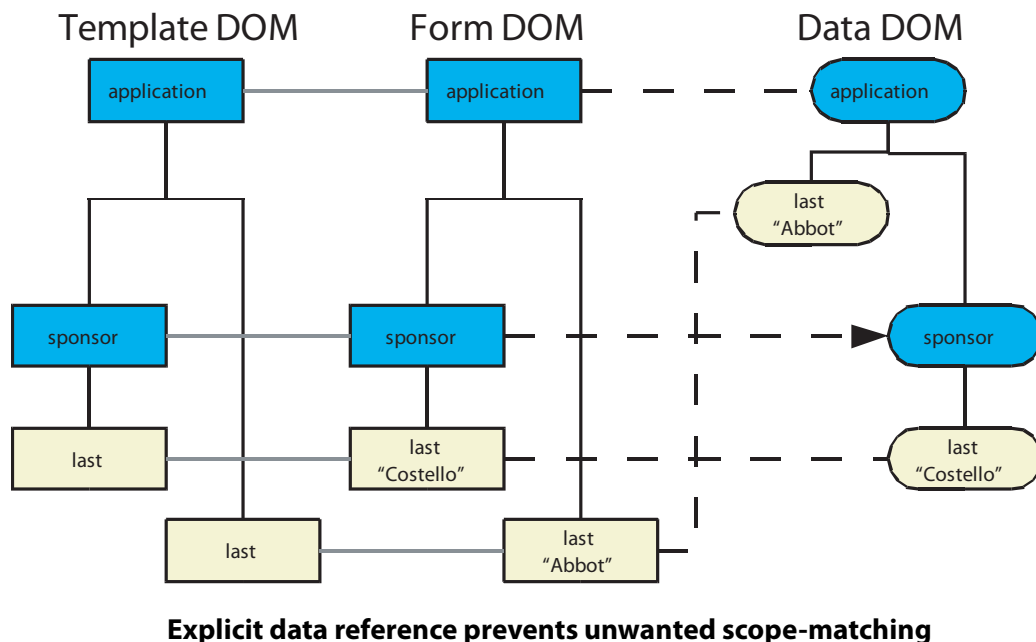 Template DOM
Form DOM
Data DOM
application
application
application
last
“Abbot”
sponsor
sponsor
sponsor
last
last
“Costello”
last
“Costello”
last
last
“Abbot”
Explicit data reference prevents unwanted scope-matching